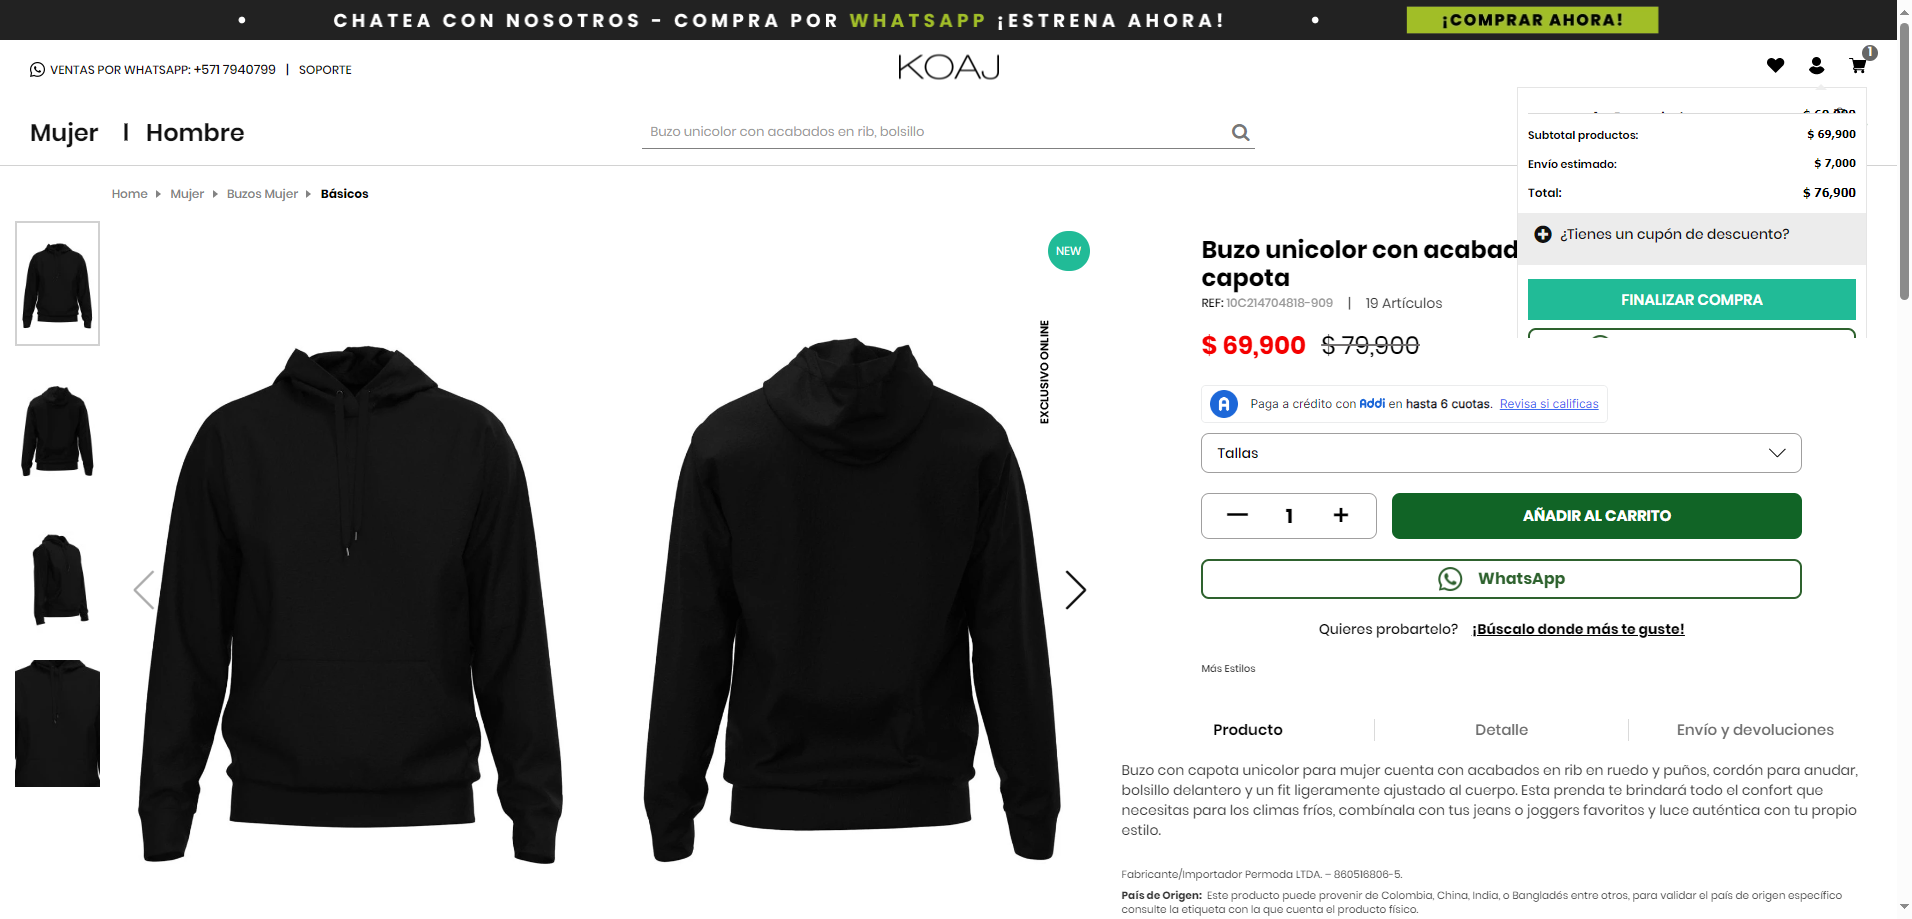 CHATEA CON NOSOTROS - COMPRA POR WHATSAPP ¡ESTRENA AHORA!
¡COMPRAR AHORA!
VENTAS POR WHATSAPP: +571 7940799 | SOPORTE
KOAJ
1
Mujer | Hombre
Buzo unicolor con acabados en rib, bolsillo
Subtotal productos: $ 69,900
Envío estimado: $ 7,000
Total: $ 76,900
¿Tienes un cupón de descuento?
FINALIZAR COMPRA
Home Mujer Buzos Mujer Básicos
NEW
EXCLUSIVO ONLINE
Buzo unicolor con acabad
capota
REF: 10C214704818-909 | 19 Artículos
$ 69,900 $ 79,900
Paga a crédito con Addi en hasta 6 cuotas. Revisa si calificas
Tallas
1
AÑADIR AL CARRITO
WhatsApp
Quieres probartelo? ¡Búscalo donde más te guste!
Más Estilos
Producto
Detalle
Envío y devoluciones
Buzo con capota unicolor para mujer cuenta con acabados en rib en ruedo y puños, cordón para anudar,
bolsillo delantero y un fit ligeramente ajustado al cuerpo. Esta prenda te brindará todo el confort que
necesitas para los climas fríos, combínala con tus jeans o joggers favoritos y luce auténtica con tu propio
estilo.
Fabricante/Importador Permoda LTDA. – 860516806-5.
País de Origen: Este producto puede provenir de Colombia, China, India, o Bangladés entre otros, para validar el país de origen específico
consulte la etiqueta con la que cuenta el producto físico.